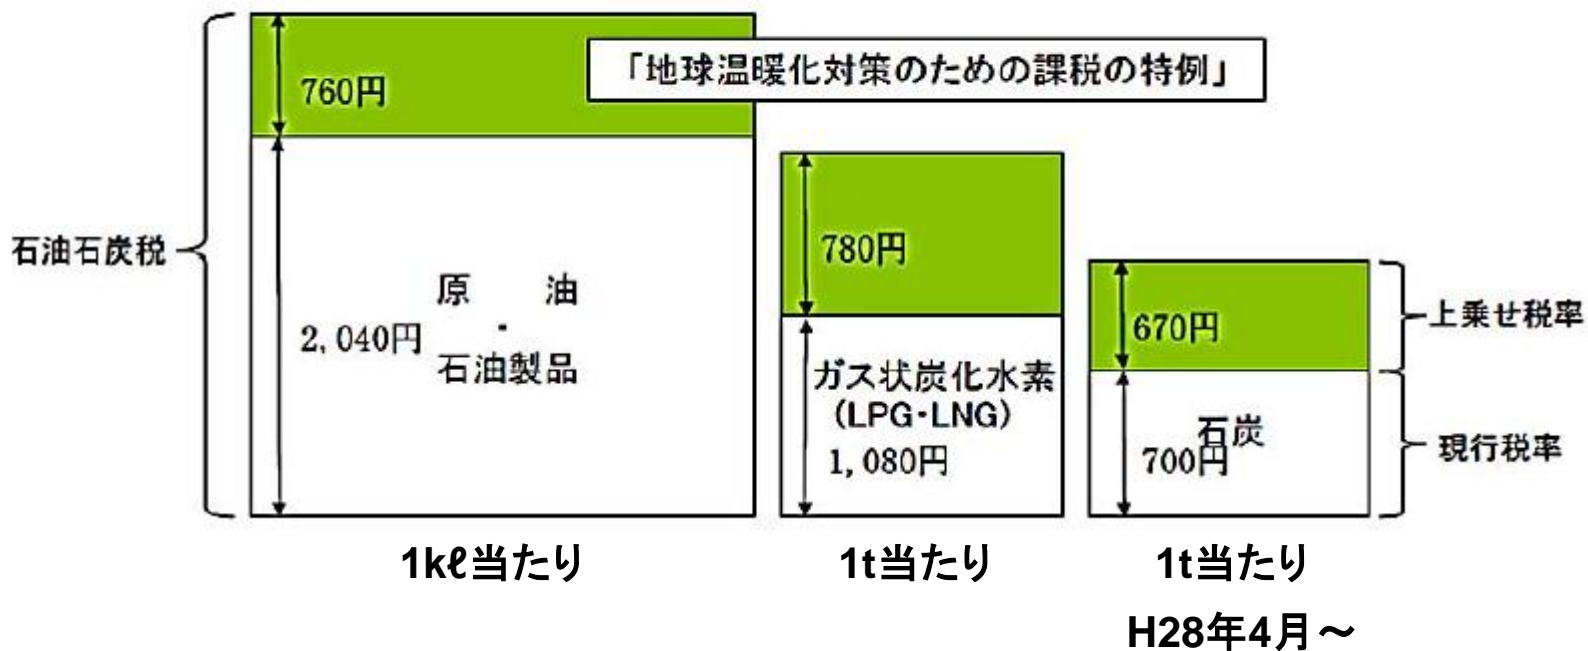 「地球温暖化対策のための課税の特例」
760円
780円
石油石炭税
原　　油
・
石油製品
2,040円
670円
上乗せ税率
ガス状炭化水素
(LPG・LNG)
1,080円
石炭
700円
現行税率
1kℓ当たり
1t当たり
1t当たり
H28年4月～